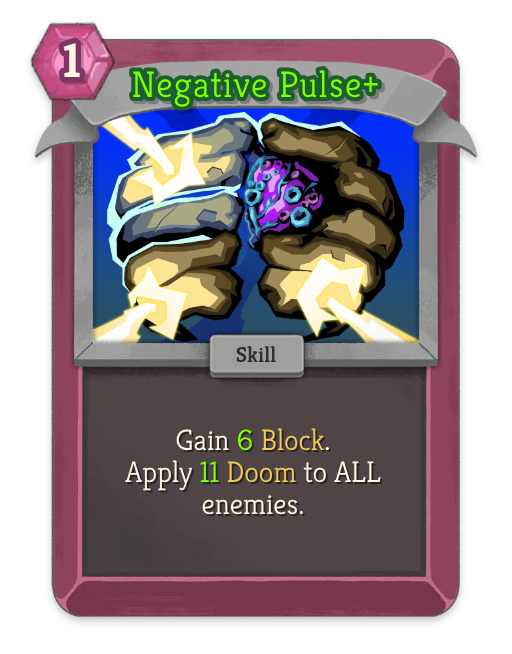 1
Negative Pulse+
Skill
Gain 6 Block.
Apply 11 Doom to ALL
enemies.